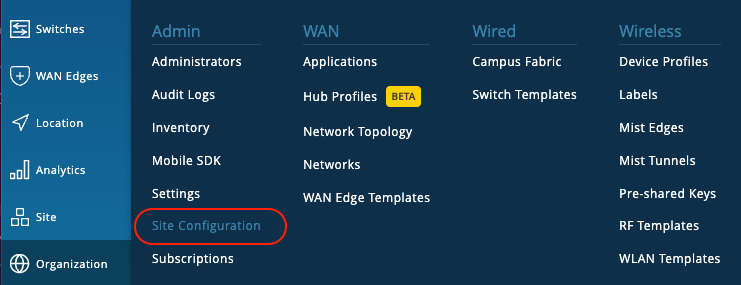 Switches
WAN Edges
Location
Analytics
Site
Organization
Admin
Administrators
Audit Logs
Inventory
Mobile SDK
Settings
Site Configuration
Subscriptions
WAN
Applications
Hub Profiles BETA
Network Topology
Networks
WAN Edge Templates
Wired
Campus Fabric
Switch Templates
Wireless
Device Profiles
Labels
Mist Edges
Mist Tunnels
Pre-shared Keys
RF Templates
WLAN Templates